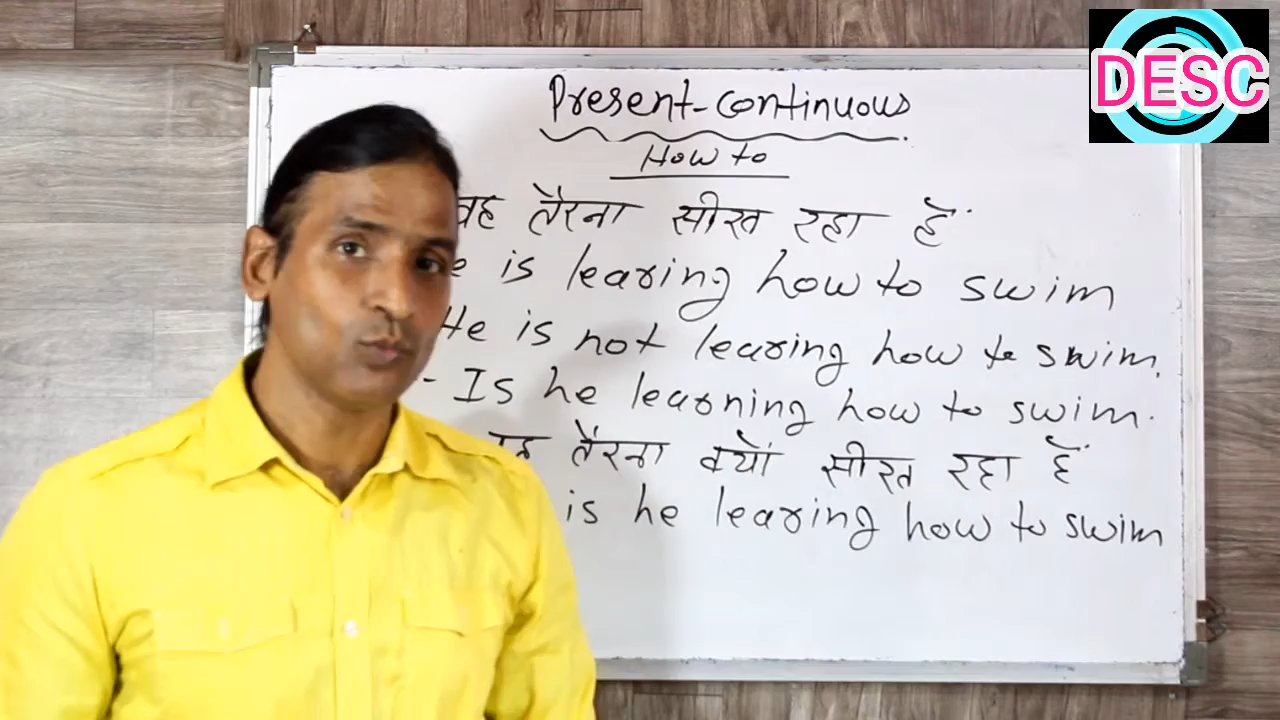 DESC
Present-Continuous
How to
वह तैरना सीख रहा हैं
e is learing how to swim
He is not learing how to swim.
- Is he learning how to swim.
तैरना क्यों सीख रहा हैं
is he learing how to swim